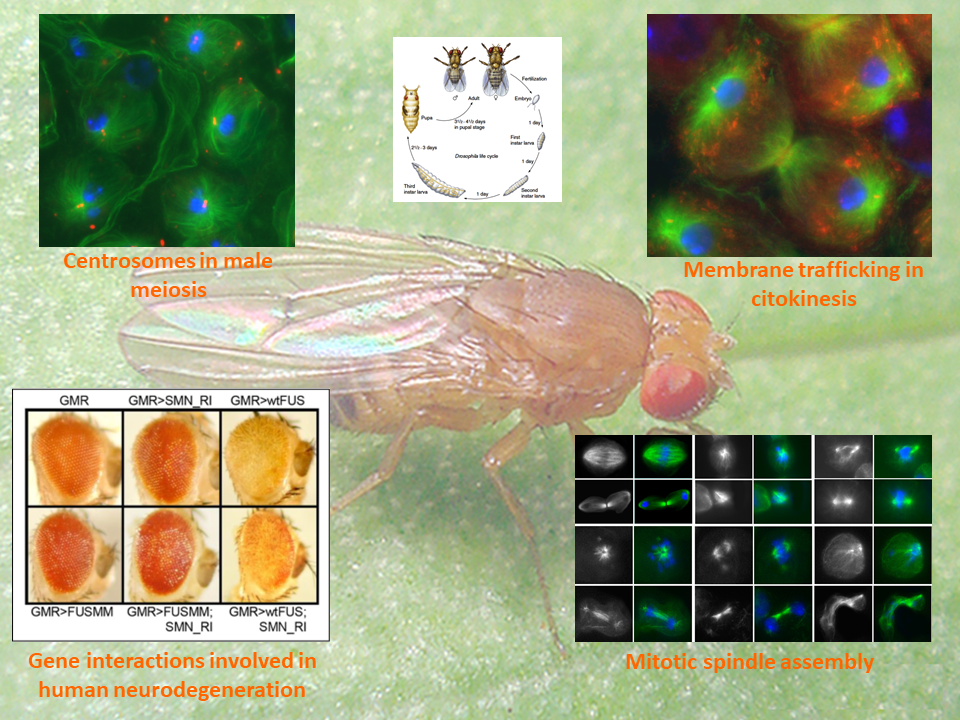 Fertilization
♂ Adult ♀
Embryo
Pupa
3½-4½ days
in pupal stage
1 day
First
instar larva
2½-3 days
Drosophila life cycle
1 day
Third
instar larva
1 day
Second
instar larva
Centrosomes in male
meiosis
Membrane trafficking in
citokinesis
GMR GMR>SMN_RI GMR>wtFUS
GMR>FUSMM GMR>FUSMM; GMR>wtFUS;
SMN_RI SMN_RI
Gene interactions involved in
human neurodegeneration
Mitotic spindle assembly